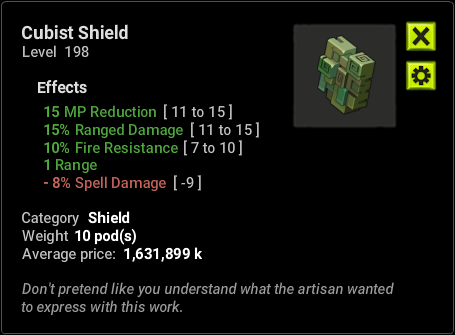 Cubist Shield
Level 198
Effects
15 MP Reduction [ 11 to 15 ]
15% Ranged Damage [ 11 to 15 ]
10% Fire Resistance [ 7 to 10 ]
1 Range
- 8% Spell Damage [ -9 ]
Category Shield
Weight 10 pod(s)
Average price: 1,631,899 k
Don't pretend like you understand what the artisan wanted
to express with this work.